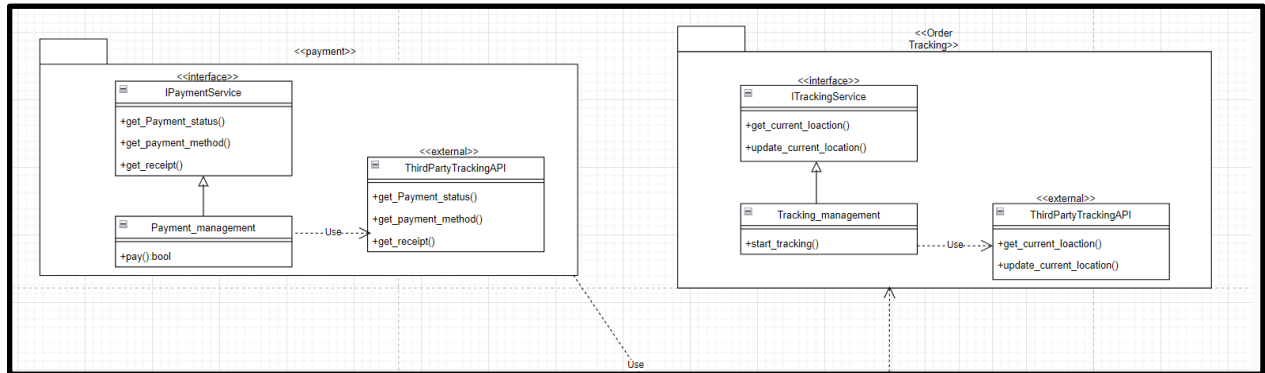 <<payment>>
<<interface>>
IPaymentService
+get_Payment_status()
+get_payment_method()
+get_receipt()
<<external>>
ThirdPartyTrackingAPI
+get_Payment_status()
+get_payment_method()
+get_receipt()
Payment_management
+pay():bool
Use
Use
<<Order
Tracking>>
<<interface>>
ITrackingService
+get_current_loaction()
+update_current_location()
Tracking_management
+start_tracking()
Use
<<external>>
ThirdPartyTrackingAPI
+get_current_loaction()
+update_current_location()